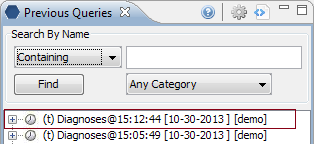 Previous Queries
Search By Name
Containing
Find Any Category
(t) Diagnoses@15:12:44 [10-30-2013 ] [demo]
(t) Diagnoses@15:05:49 [10-30-2013 ] [demo]